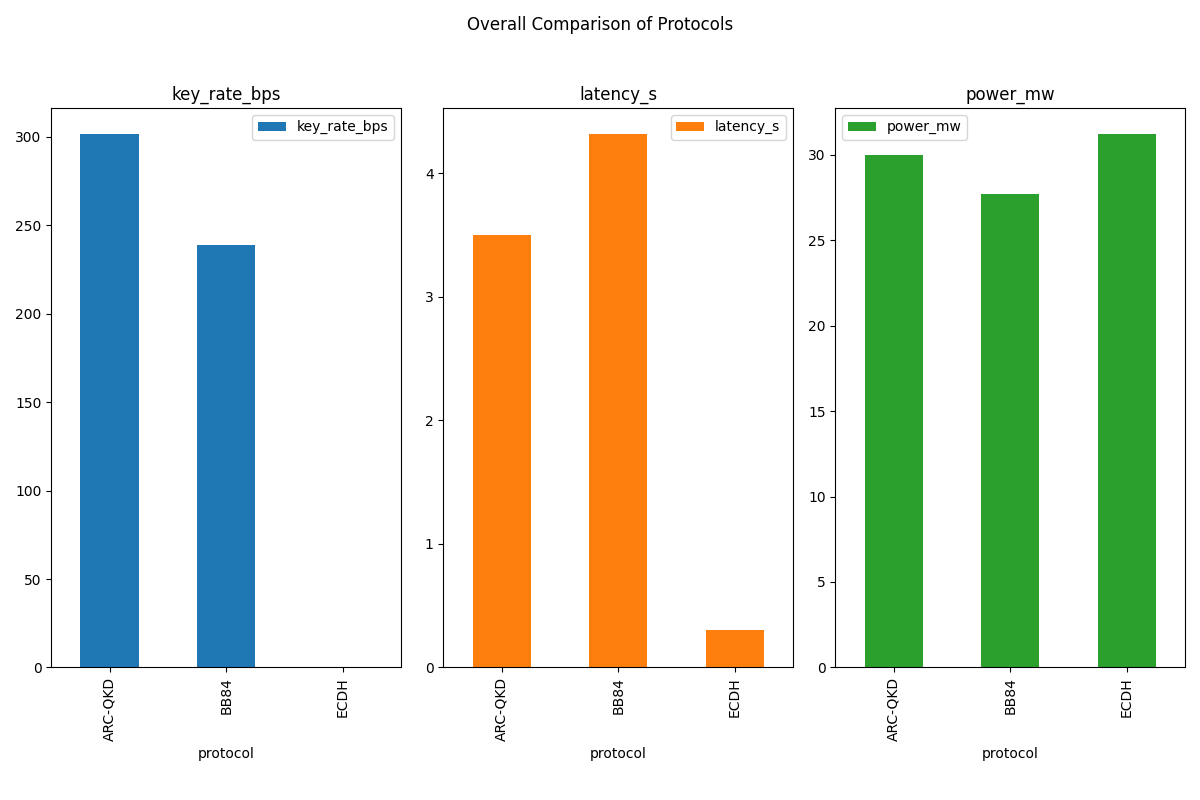 Overall Comparison of Protocols
key_rate_bps
key_rate_bps
300
250
200
150
100
50
0
ARC-QKD
BB84
ECDH
protocol
latency_s
latency_s
4
3
2
1
0
ARC-QKD
BB84
ECDH
protocol
power_mw
power_mw
30
25
20
15
10
5
0
ARC-QKD
BB84
ECDH
protocol